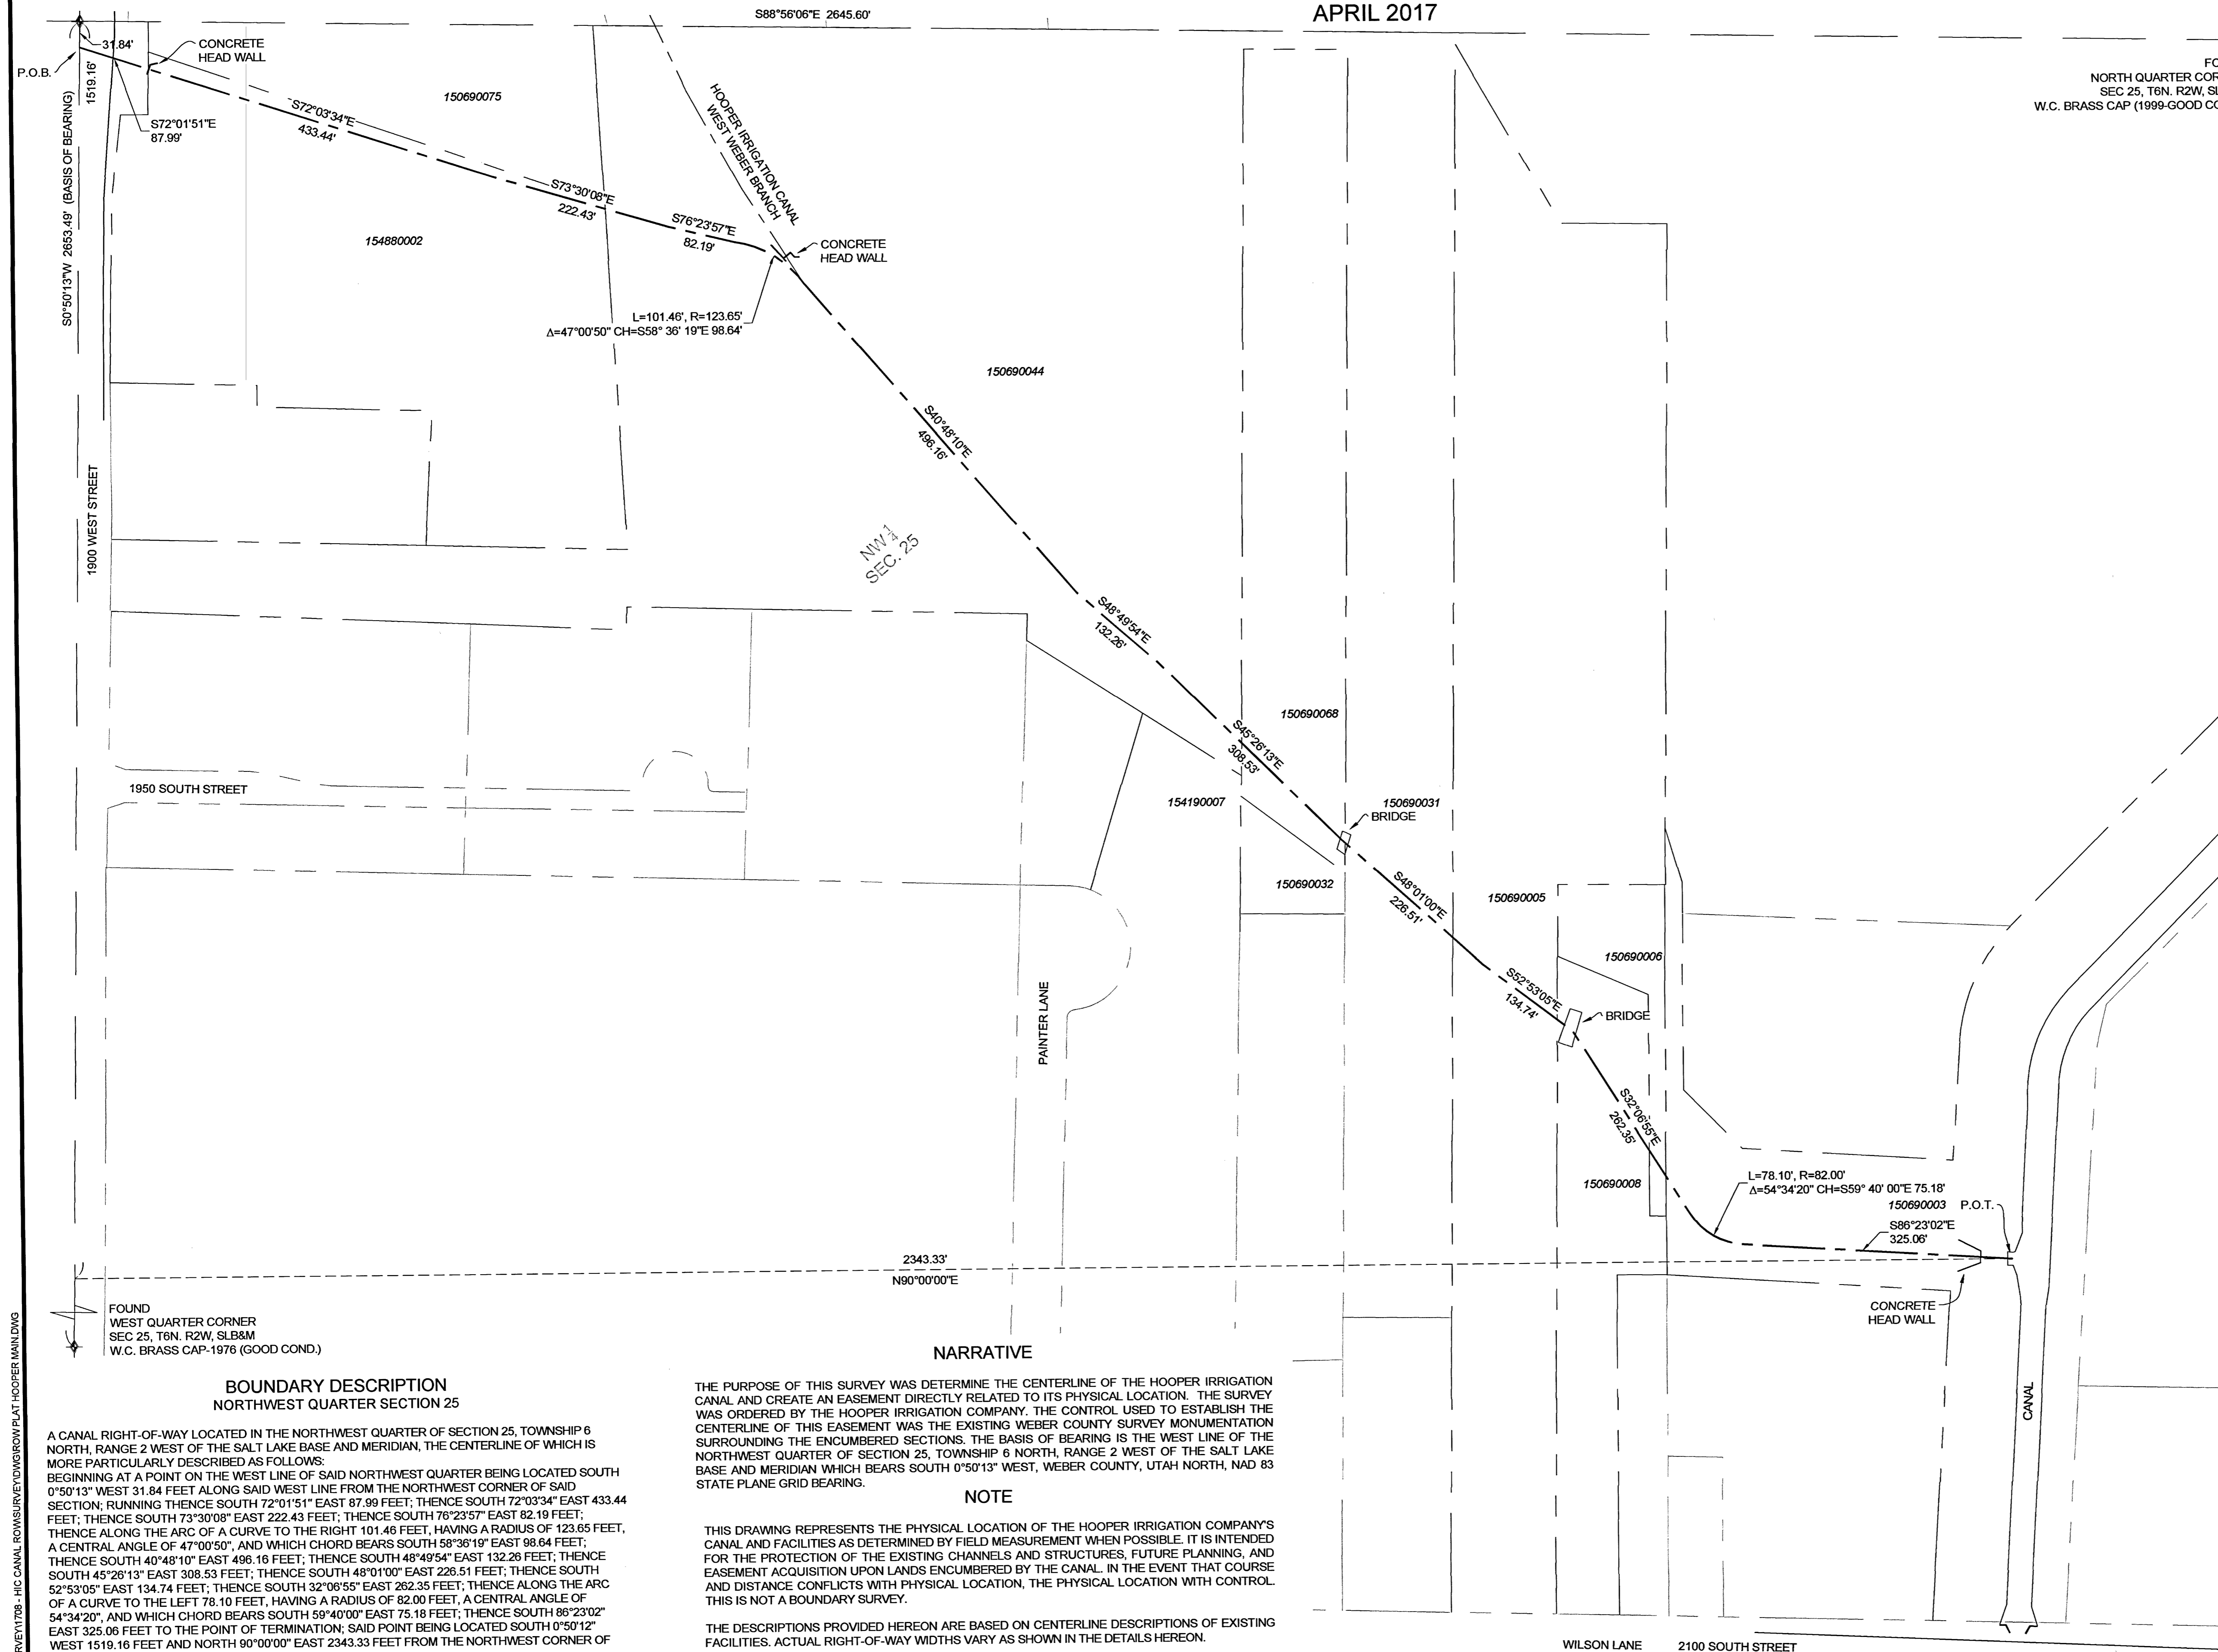 S88°56'06"E 2645.60'
APRIL 2017
31.84'
CONCRETE
HEAD WALL
P.O.B.
1519.16'
S0°50'13"W 2653.49' (BASIS OF BEARING)
150690075
S72°03'34"E
433.44'
S72°01'51"E
87.99'
NORTH QUARTER COR
SEC 25, T6N. R2W, SL
W.C. BRASS CAP (1999-GOOD CO
HOOPER IRRIGATION CANAL
WEST WEBER BRANCH
S73°30'08"E
222.43'
S76°23'57"E
82.19'
154880002
CONCRETE
HEAD WALL
L=101.46', R=123.65'
Δ=47°00'50" CH=S58° 36' 19"E 98.64'
150690044
S40°48'10"E
496.16'
1900 WEST STREET
NW 1/4
SEC. 25
S48°49'54"E
132.26'
150690068
S45°26'13"E
308.53'
1950 SOUTH STREET
154190007
150690031
BRIDGE
150690032
S48°01'00"E
226.51'
150690005
150690006
S52°53'05"E
134.74'
BRIDGE
PAINTER LANE
S32°06'55"E
262.35'
L=78.10', R=82.00'
Δ=54°34'20" CH=S59° 40' 00"E 75.18'
150690008
150690003 P.O.T.
S86°23'02"E
325.06'
2343.33'
N90°00'00"E
CONCRETE
HEAD WALL
CANAL
FOUND
WEST QUARTER CORNER
SEC 25, T6N. R2W, SLB&M
W.C. BRASS CAP-1976 (GOOD COND.)
BOUNDARY DESCRIPTION
NORTHWEST QUARTER SECTION 25
A CANAL RIGHT-OF-WAY LOCATED IN THE NORTHWEST QUARTER OF SECTION 25, TOWNSHIP 6
NORTH, RANGE 2 WEST OF THE SALT LAKE BASE AND MERIDIAN, THE CENTERLINE OF WHICH IS
MORE PARTICULARLY DESCRIBED AS FOLLOWS:
BEGINNING AT A POINT ON THE WEST LINE OF SAID NORTHWEST QUARTER BEING LOCATED SOUTH
0°50'13" WEST 31.84 FEET ALONG SAID WEST LINE FROM THE NORTHWEST CORNER OF SAID
SECTION; RUNNING THENCE SOUTH 72°01'51" EAST 87.99 FEET; THENCE SOUTH 72°03'34" EAST 433.44
FEET; THENCE SOUTH 73°30'08" EAST 222.43 FEET; THENCE SOUTH 76°23'57" EAST 82.19 FEET;
THENCE ALONG THE ARC OF A CURVE TO THE RIGHT 101.46 FEET, HAVING A RADIUS OF 123.65 FEET,
A CENTRAL ANGLE OF 47°00'50", AND WHICH CHORD BEARS SOUTH 58°36'19" EAST 98.64 FEET;
THENCE SOUTH 40°48'10" EAST 496.16 FEET; THENCE SOUTH 48°49'54" EAST 132.26 FEET; THENCE
SOUTH 45°26'13" EAST 308.53 FEET; THENCE SOUTH 48°01'00" EAST 226.51 FEET; THENCE SOUTH
52°53'05" EAST 134.74 FEET; THENCE SOUTH 32°06'55" EAST 262.35 FEET; THENCE ALONG THE ARC
OF A CURVE TO THE LEFT 78.10 FEET, HAVING A RADIUS OF 82.00 FEET, A CENTRAL ANGLE OF
54°34'20", AND WHICH CHORD BEARS SOUTH 59°40'00" EAST 75.18 FEET; THENCE SOUTH 86°23'02"
EAST 325.06 FEET TO THE POINT OF TERMINATION; SAID POINT BEING LOCATED SOUTH 0°50'12"
WEST 1519.16 FEET AND NORTH 90°00'00" EAST 2343.33 FEET FROM THE NORTHWEST CORNER OF
NARRATIVE
THE PURPOSE OF THIS SURVEY WAS DETERMINE THE CENTERLINE OF THE HOOPER IRRIGATION
CANAL AND CREATE AN EASEMENT DIRECTLY RELATED TO ITS PHYSICAL LOCATION. THE SURVEY
WAS ORDERED BY THE HOOPER IRRIGATION COMPANY. THE CONTROL USED TO ESTABLISH THE
CENTERLINE OF THIS EASEMENT WAS THE EXISTING WEBER COUNTY SURVEY MONUMENTATION
SURROUNDING THE ENCUMBERED SECTIONS. THE BASIS OF BEARING IS THE WEST LINE OF THE
NORTHWEST QUARTER OF SECTION 25, TOWNSHIP 6 NORTH, RANGE 2 WEST OF THE SALT LAKE
BASE AND MERIDIAN WHICH BEARS SOUTH 0°50'13" WEST, WEBER COUNTY, UTAH NORTH, NAD 83
STATE PLANE GRID BEARING.
NOTE
THIS DRAWING REPRESENTS THE PHYSICAL LOCATION OF THE HOOPER IRRIGATION COMPANY'S
CANAL AND FACILITIES AS DETERMINED BY FIELD MEASUREMENT WHEN POSSIBLE. IT IS INTENDED
FOR THE PROTECTION OF THE EXISTING CHANNELS AND STRUCTURES, FUTURE PLANNING, AND
EASEMENT ACQUISITION UPON LANDS ENCUMBERED BY THE CANAL. IN THE EVENT THAT COURSE
AND DISTANCE CONFLICTS WITH PHYSICAL LOCATION, THE PHYSICAL LOCATION WITH CONTROL.
THIS IS NOT A BOUNDARY SURVEY.
THE DESCRIPTIONS PROVIDED HEREON ARE BASED ON CENTERLINE DESCRIPTIONS OF EXISTING
FACILITIES. ACTUAL RIGHT-OF-WAY WIDTHS VARY AS SHOWN IN THE DETAILS HEREON.
WILSON LANE 2100 SOUTH STREET
RVEY\1708 - HIC CANAL ROW\SURVEY\DWG\ROW PLAT HOOPER MAIN.DWG